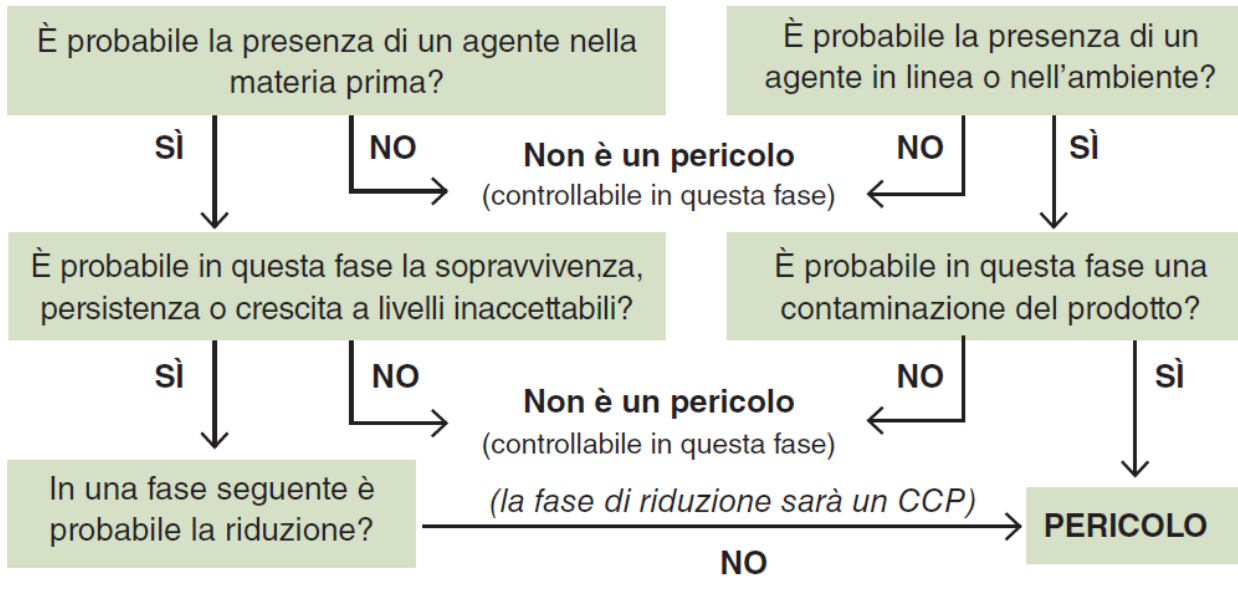 È probabile la presenza di un agente nella
materia prima?
È probabile la presenza di un
agente in linea o nell'ambiente?
SÌ
NO
Non è un pericolo
(controllabile in questa fase)
NO
SÌ
È probabile in questa fase la sopravvivenza,
persistenza o crescita a livelli inaccettabili?
È probabile in questa fase una
contaminazione del prodotto?
SÌ
NO
Non è un pericolo
(controllabile in questa fase)
NO
SÌ
In una fase seguente è
probabile la riduzione?
(la fase di riduzione sarà un CCP)
NO
PERICOLO